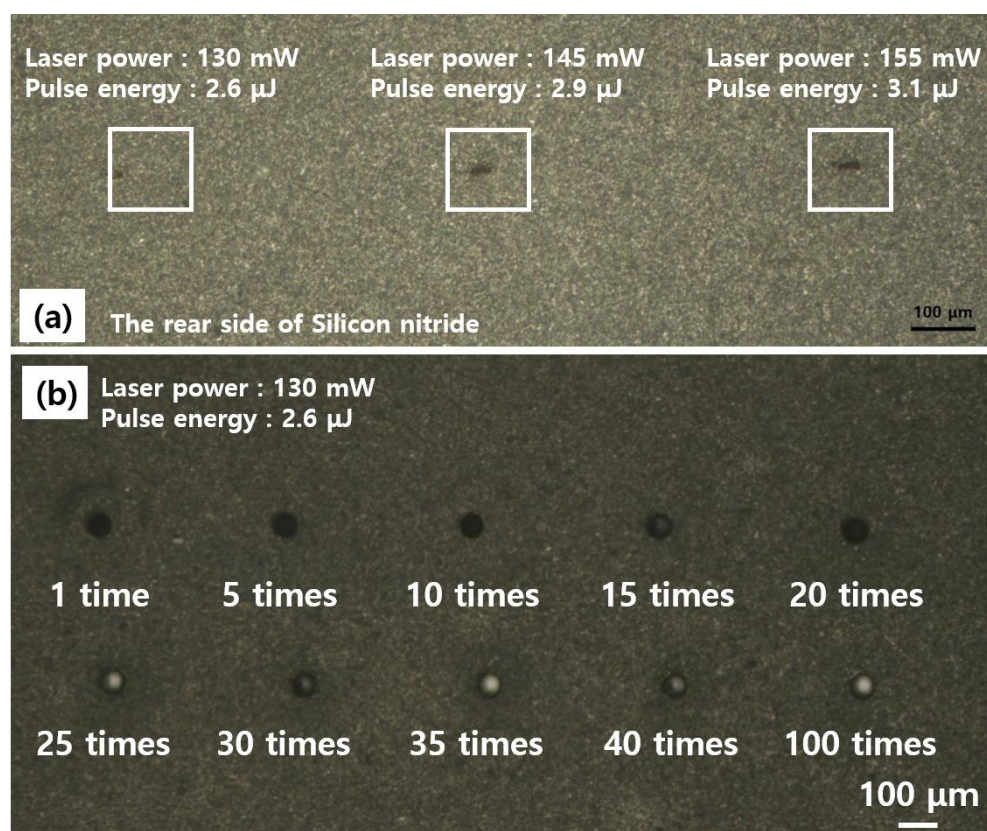 Laser power : 130 mW
Pulse energy : 2.6 µJ
Laser power : 145 mW
Pulse energy : 2.9 µJ
Laser power : 155 mW
Pulse energy : 3.1 µJ
(a)
The rear side of Silicon nitride
100 µm
(b)
Laser power : 130 mW
Pulse energy : 2.6 µJ
1 time
5 times
10 times
15 times
20 times
25 times
30 times
35 times
40 times
100 times
100 µm